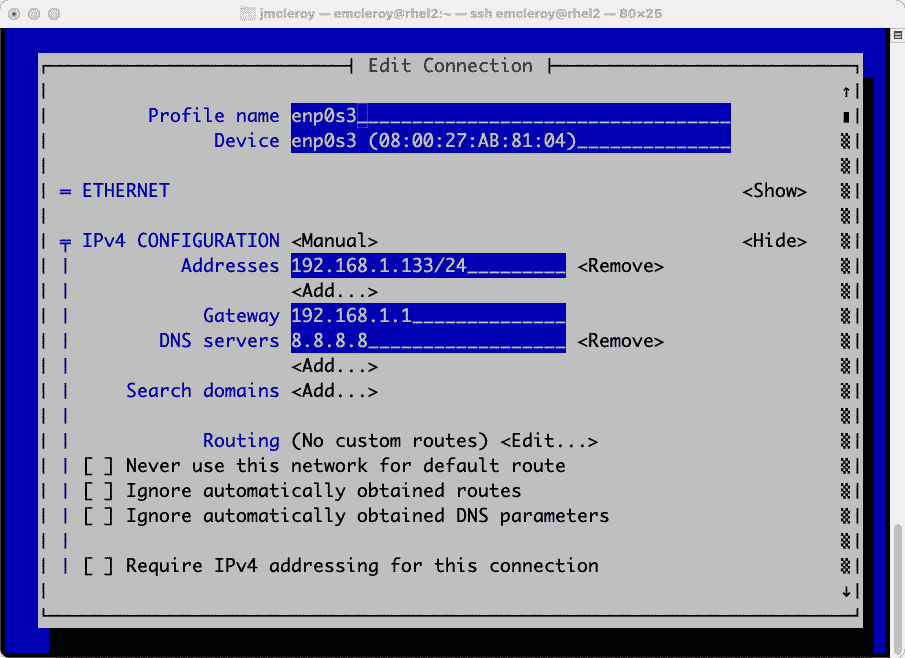 jmcleroy — emcleroy@rhel2:~ — ssh emcleroy@rhel2 — 80×25
Edit Connection
Profile name enp0s3
Device enp0s3 (08:00:27:AB:81:04)
ETHERNET <Show>
IPv4 CONFIGURATION <Manual> <Hide>
Addresses 192.168.1.133/24 <Remove>
<Add...>
Gateway 192.168.1.1
DNS servers 8.8.8.8 <Remove>
<Add...>
Search domains <Add...>
Routing (No custom routes) <Edit...>
[ ] Never use this network for default route
[ ] Ignore automatically obtained routes
[ ] Ignore automatically obtained DNS parameters
[ ] Require IPv4 addressing for this connection